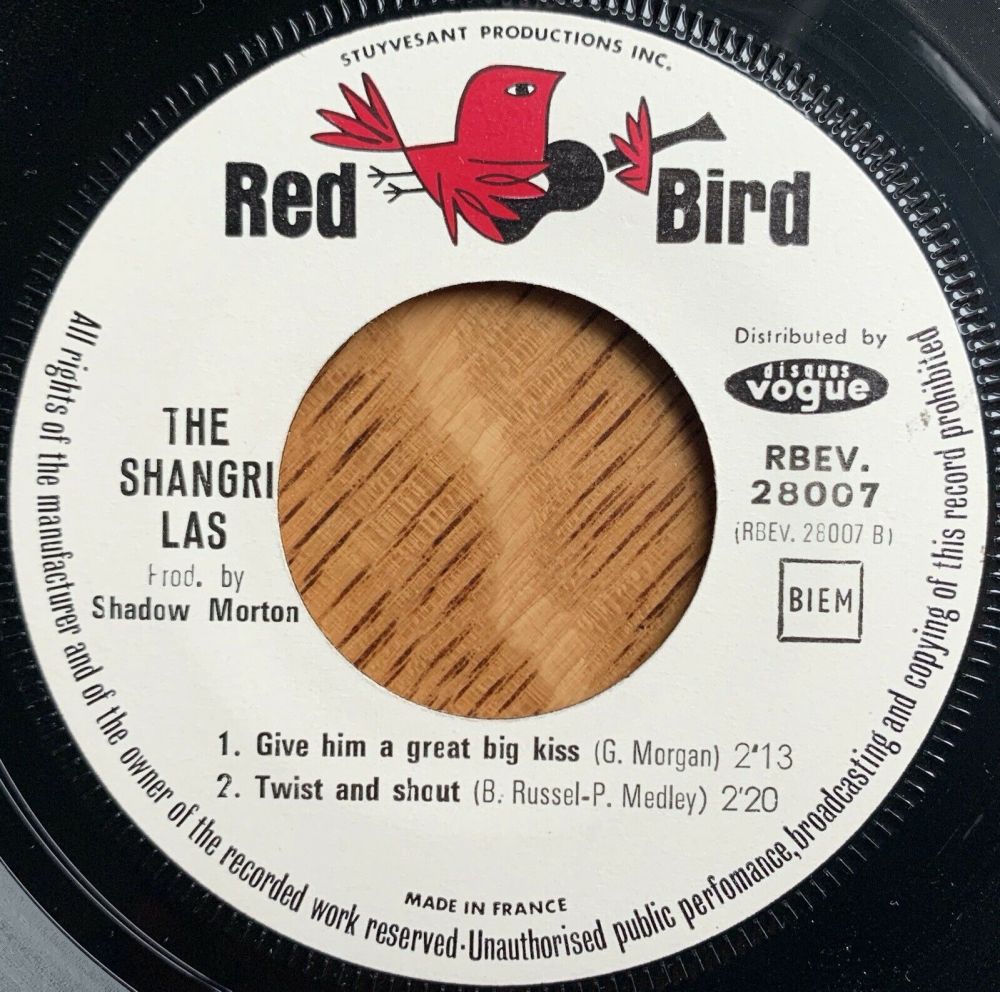 STUYVESANT PRODUCTIONS INC.
Red Bird
Distributed by
disques
vogue
THE
SHANGRI
LAS
Prod. by
Shadow Morton
RBEV.
28007
(RBEV. 28007 B)
BIEM
1. Give him a great big kiss (G. Morgan) 2'13
2. Twist and shout (B. Russel-P. Medley) 2'20
MADE IN FRANCE
All rights of the manufacturer and of the owner of the recorded work reserved·Unauthorised public perfomance,broadcasting and copying of this record prohibited